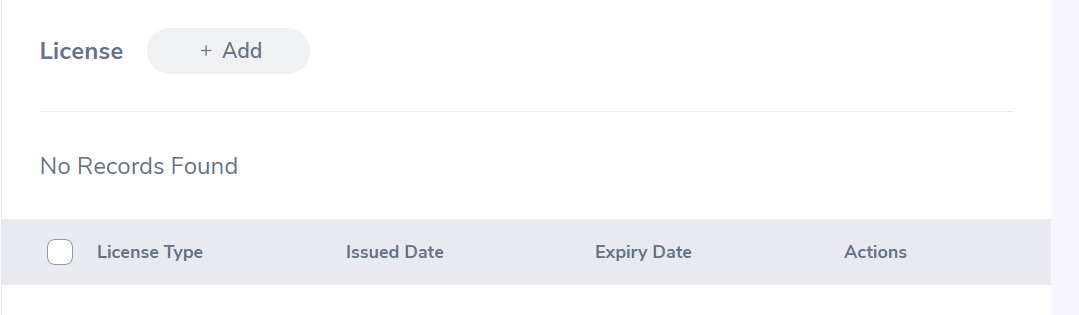 License + Add
No Records Found
License Type Issued Date Expiry Date Actions